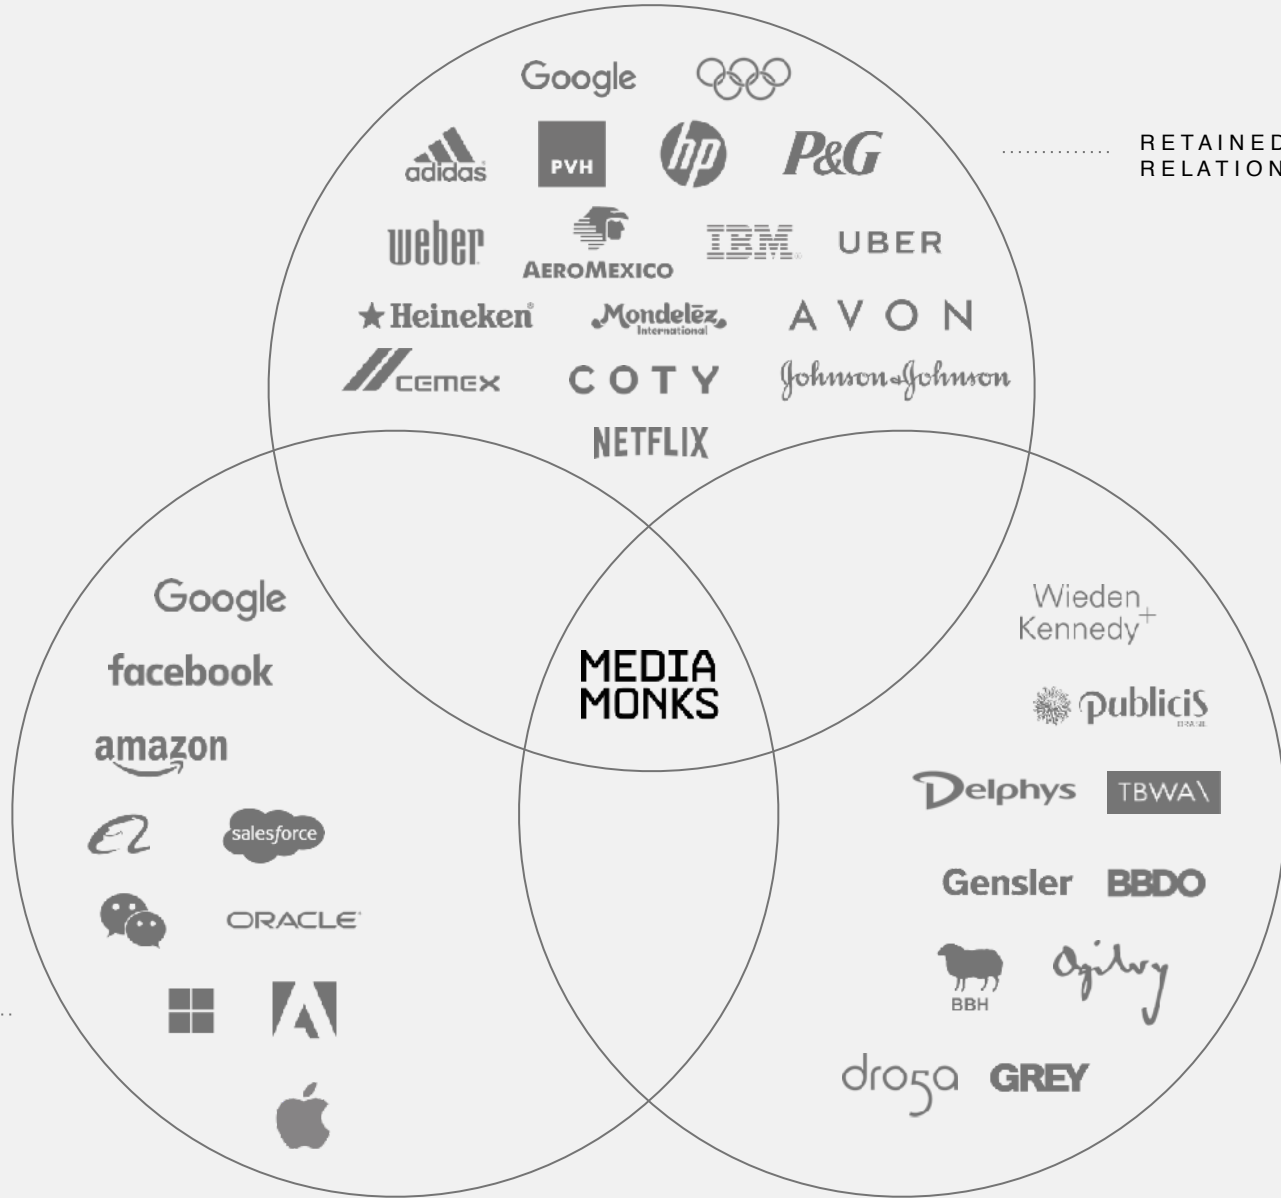 Google
adidas
PVH
hp
P&G
RETAINED
RELATION
weber
AEROMEXICO
IBM
UBER
Heineken
Mondelēz
International
AVON
CEMEX
COTY
Johnson & Johnson
NETFLIX
Google
facebook
amazon
salesforce
ORACLE
MEDIA
MONKS
Wieden
Kennedy+
publicis
BRASIL
Delphys
TBWA\
Gensler
BBDO
BBH
Ogilvy
droga5
GREY